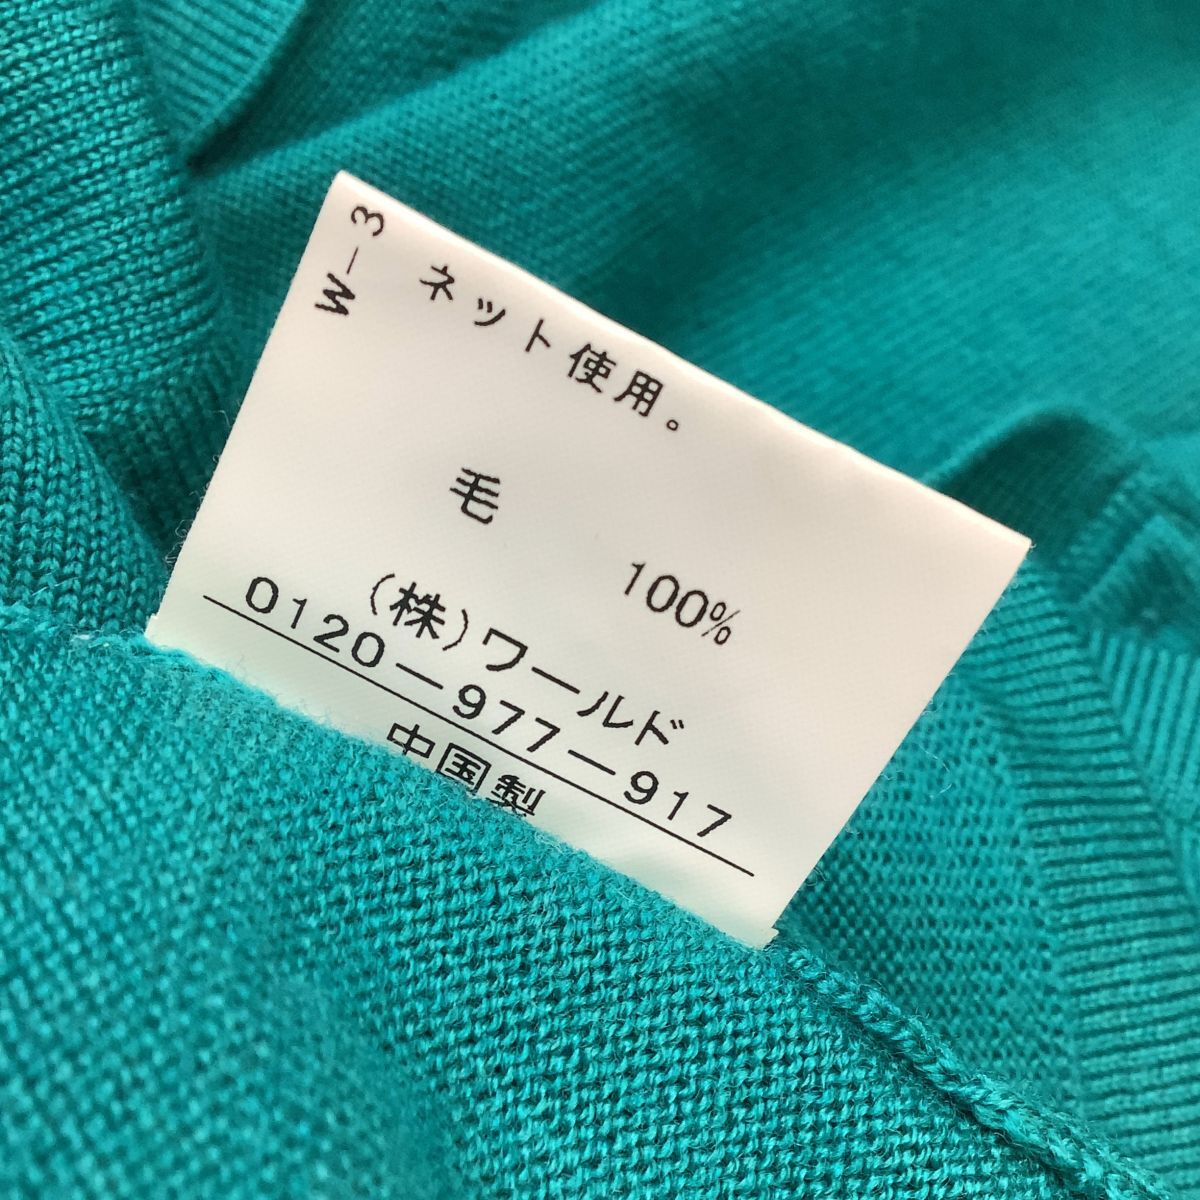 W-3
ネット使用。
毛 100%
(株)ワールド
0120-977-917
中国製